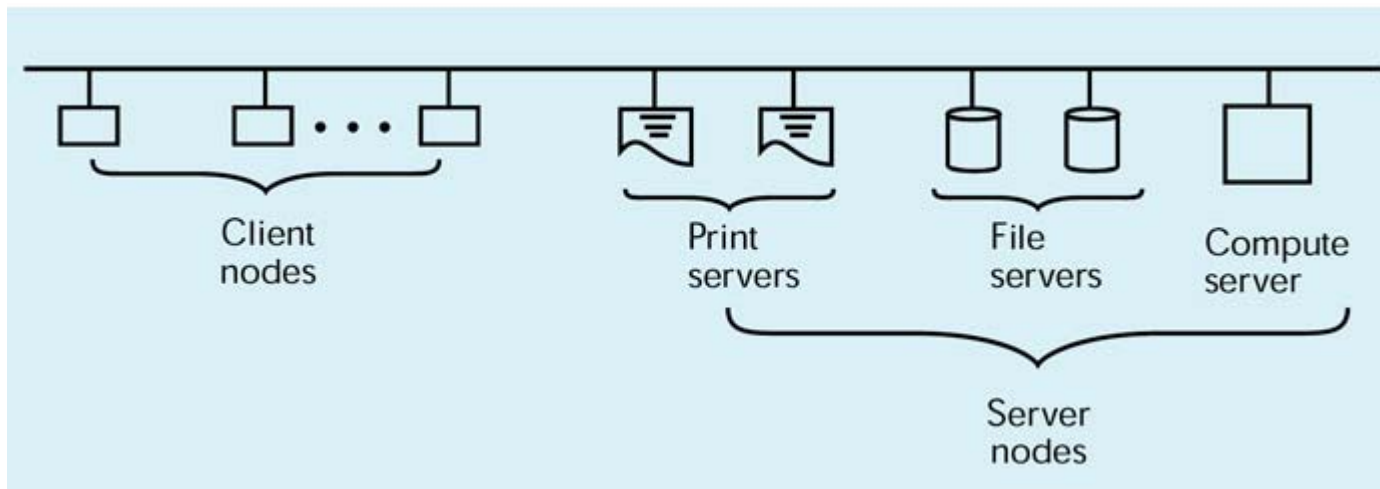 Client
nodes
Print
servers
File
servers
Compute
server
Server
nodes